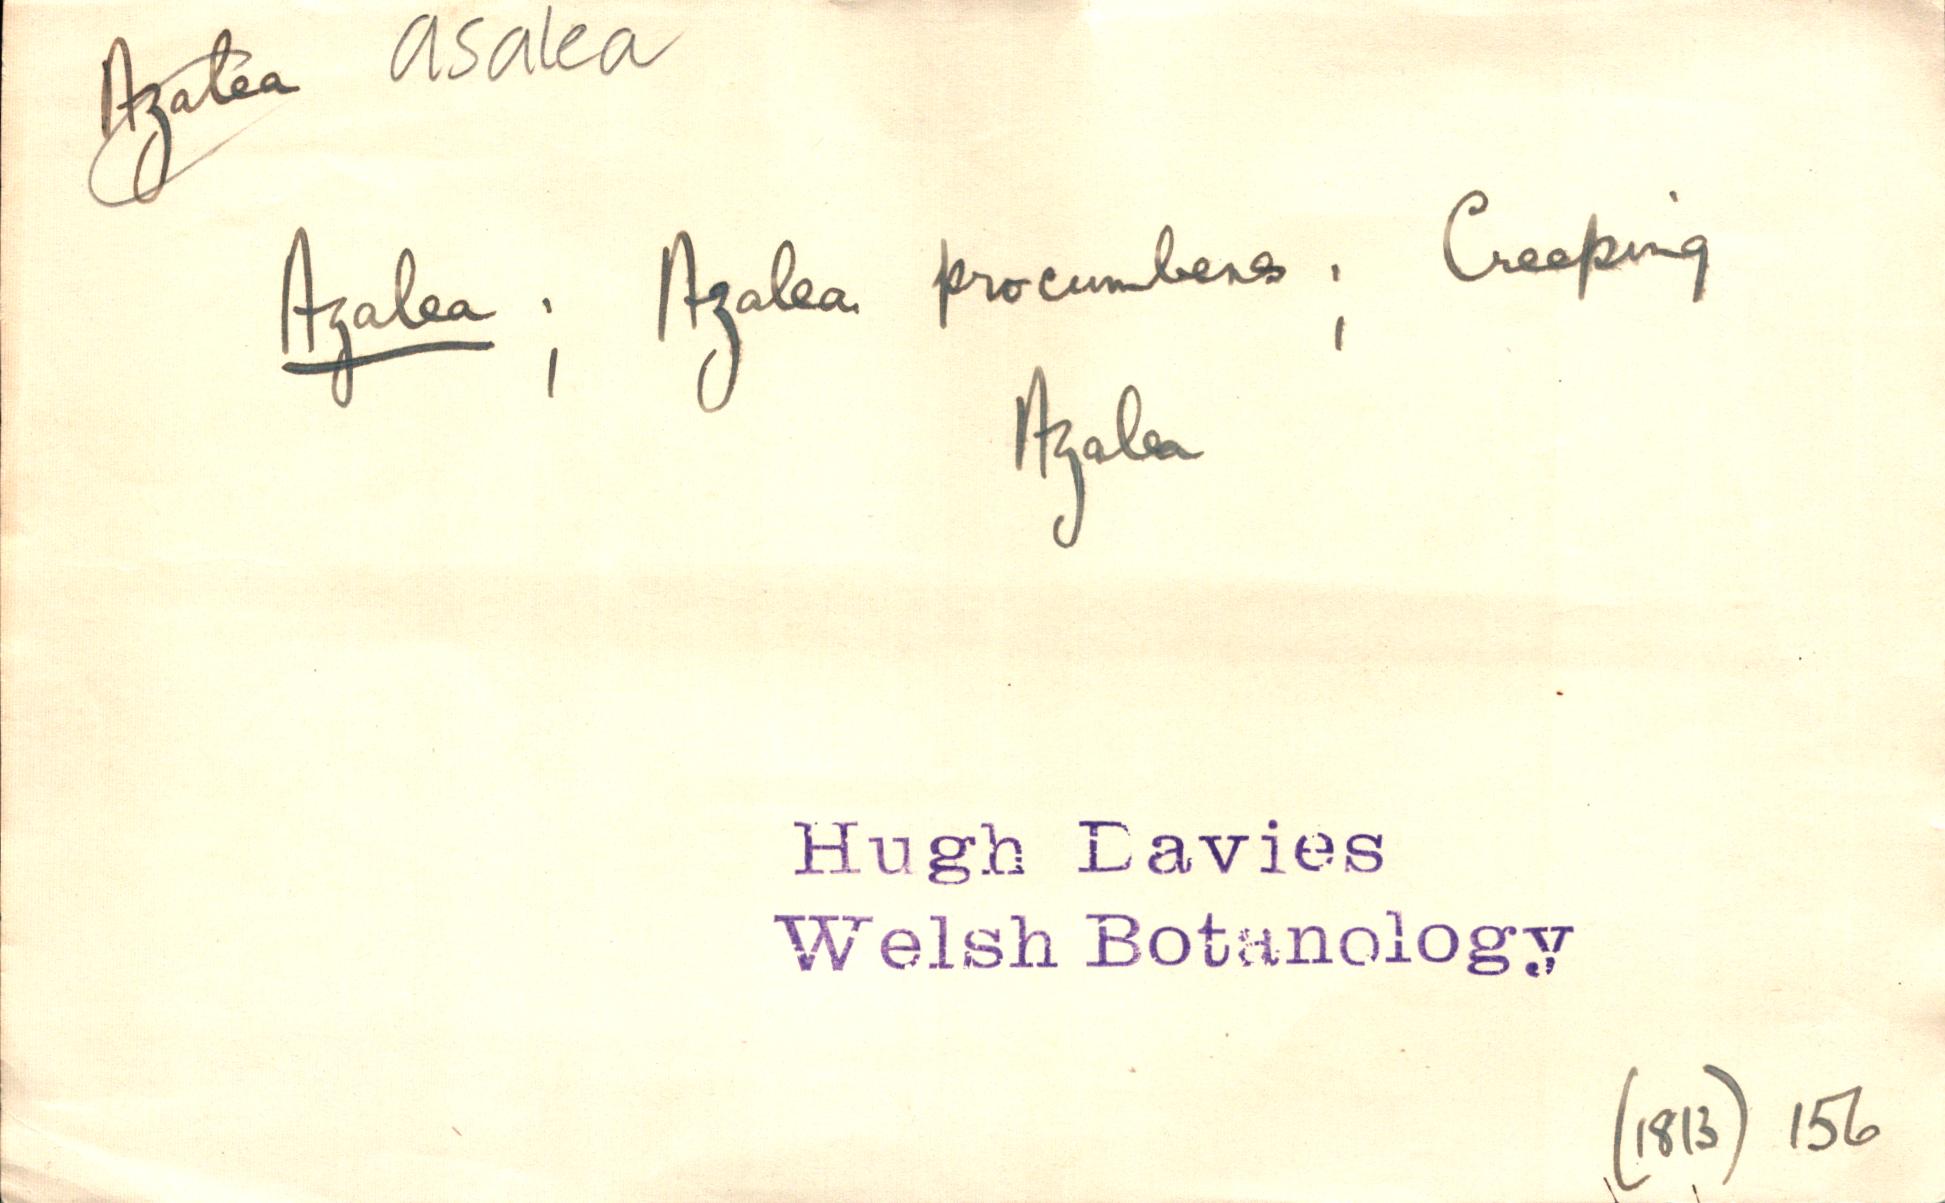 Azalea asalea
Azalea ; Azalea procumbens ; Creeping
Azalea
Hugh Davies
Welsh Botanology
(1813) 156